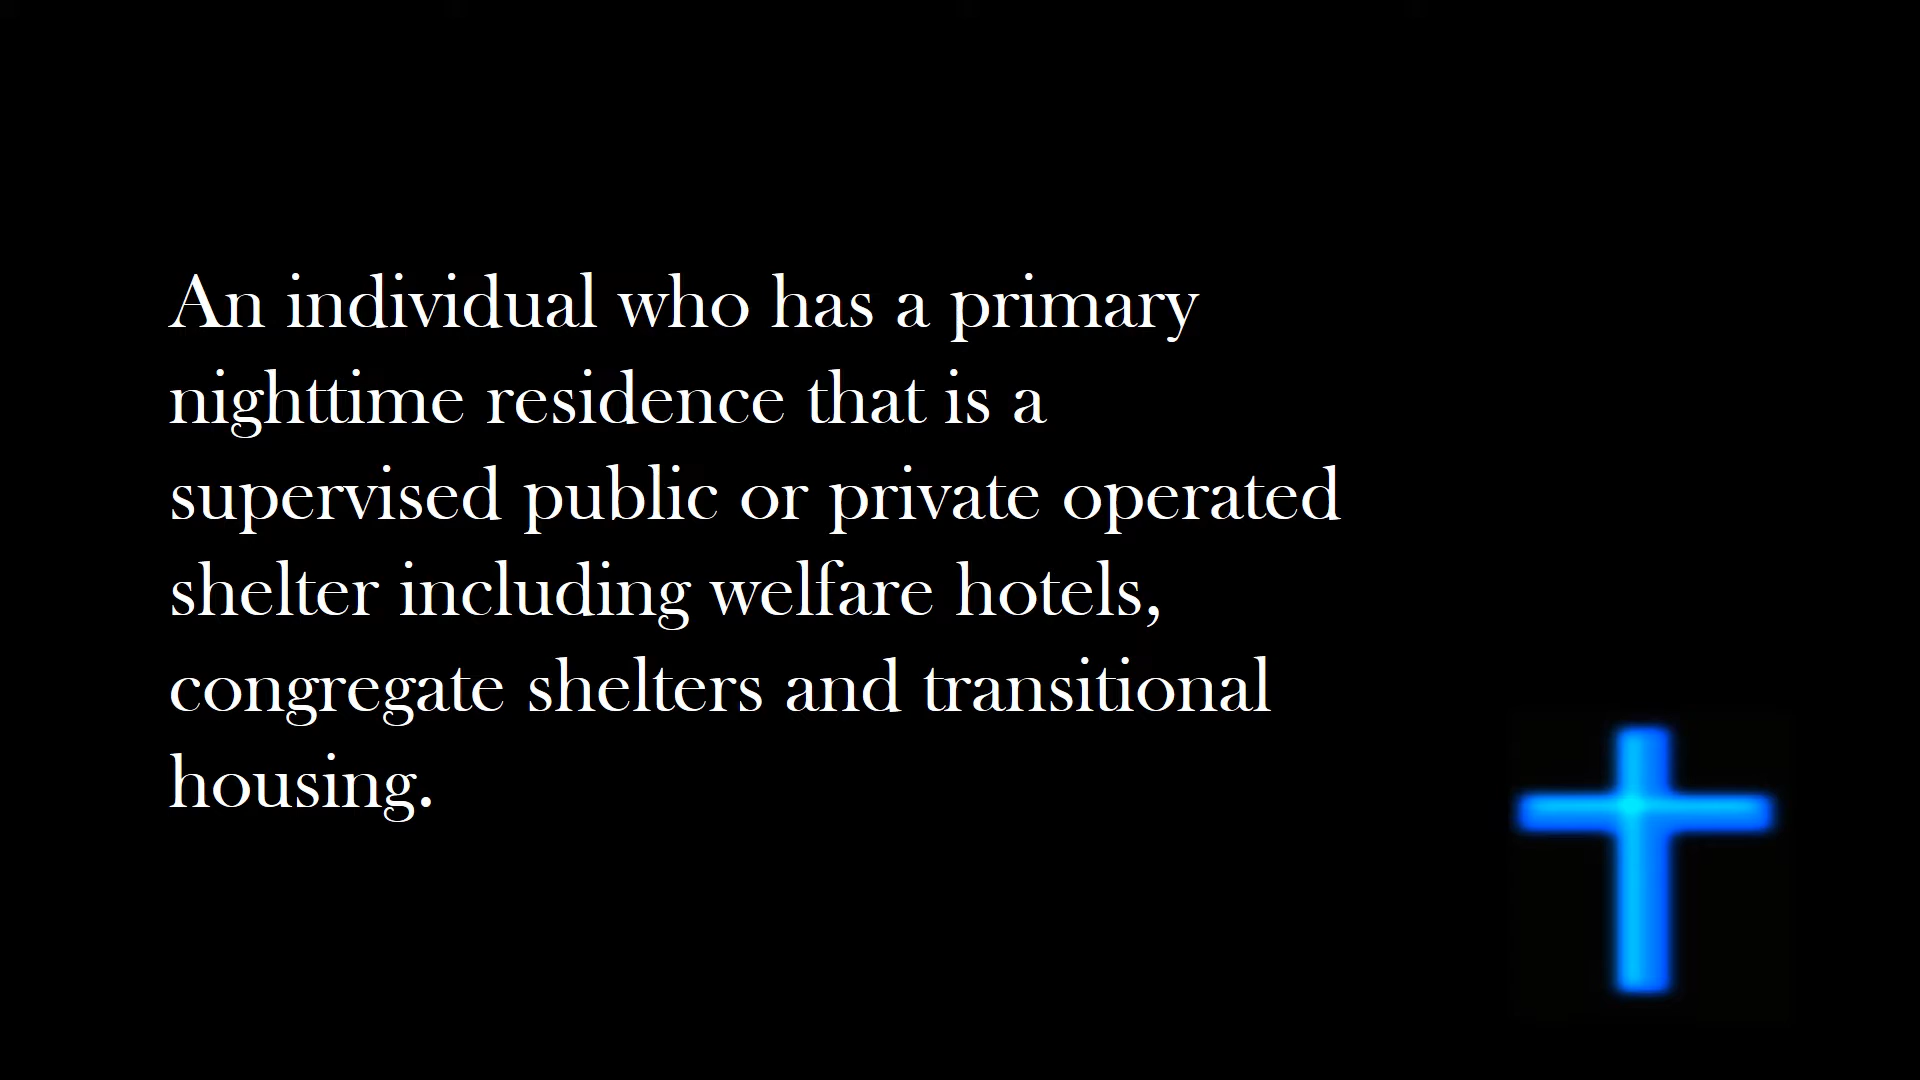 An individual who has a primary
nighttime residence that is a
supervised public or private operated
shelter including welfare hotels,
congregate shelters and transitional
housing.